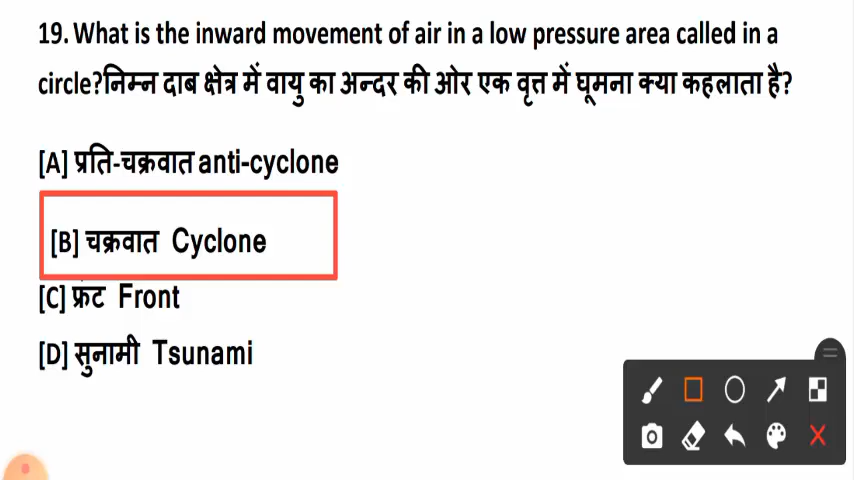 19. What is the inward movement of air in a low pressure area called in a
circle?निम्न दाब क्षेत्र में वायु का अन्दर की ओर एक वृत्त में घूमना क्या कहलाता है?
[A] प्रति-चक्रवात anti-cyclone
[B] चक्रवात Cyclone
[C] फ्रंट Front
[D] सुनामी Tsunami